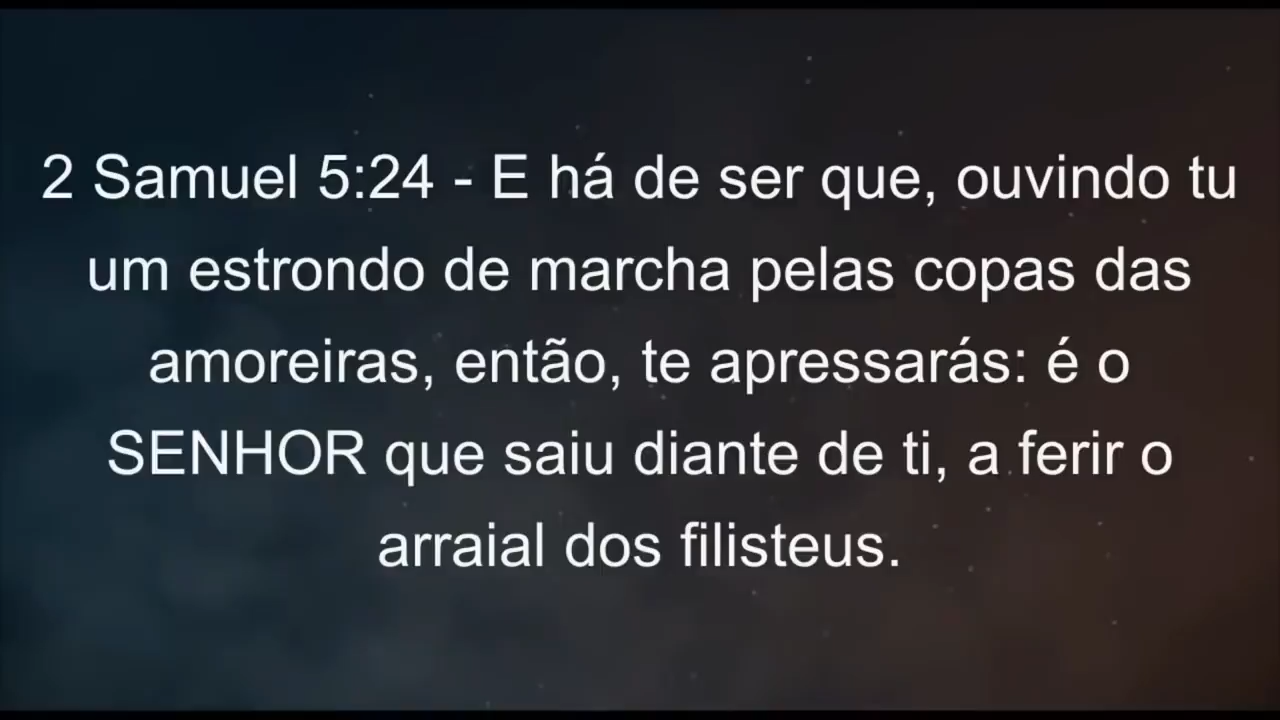 2 Samuel 5:24 - E há de ser que, ouvindo tu
um estrondo de marcha pelas copas das
amoreiras, então, te apressarás: é o
SENHOR que saiu diante de ti, a ferir o
arraial dos filisteus.